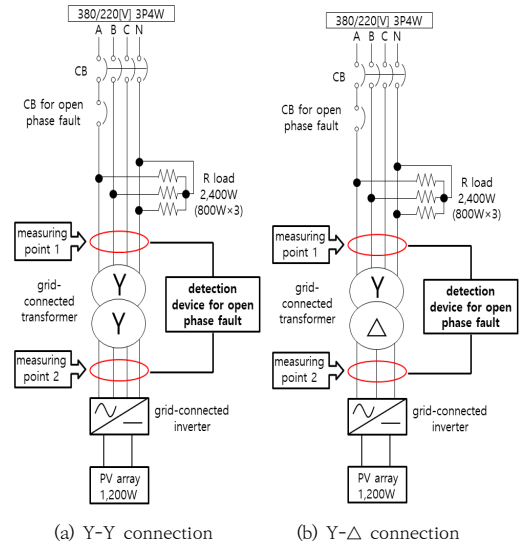 380/220[V] 3P4W
A B C N
CB
CB for open
phase fault
R load
2,400W
(800W×3)
measuring
point 1
grid-
connected
transformer
Y
Y
detection
device for open
phase fault
measuring
point 2
grid-connected
inverter
PV array
1,200W
(a) Y-Y connection
380/220[V] 3P4W
A B C N
CB
CB for open
phase fault
R load
2,400W
(800W×3)
measuring
point 1
grid-
connected
transformer
Y
△
detection
device for open
phase fault
measuring
point 2
grid-connected
inverter
PV array
1,200W
(b) Y-△ connection